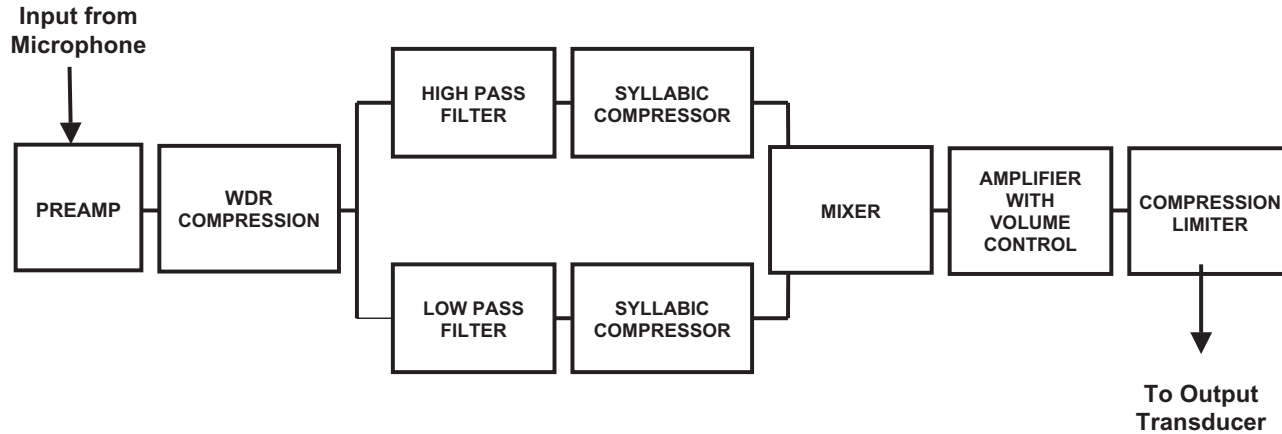 Input from
Microphone
PREAMP
WDR
COMPRESSION
HIGH PASS
FILTER
SYLLABIC
COMPRESSOR
LOW PASS
FILTER
SYLLABIC
COMPRESSOR
MIXER
AMPLIFIER
WITH
VOLUME
CONTROL
COMPRESSION
LIMITER
To Output
Transducer